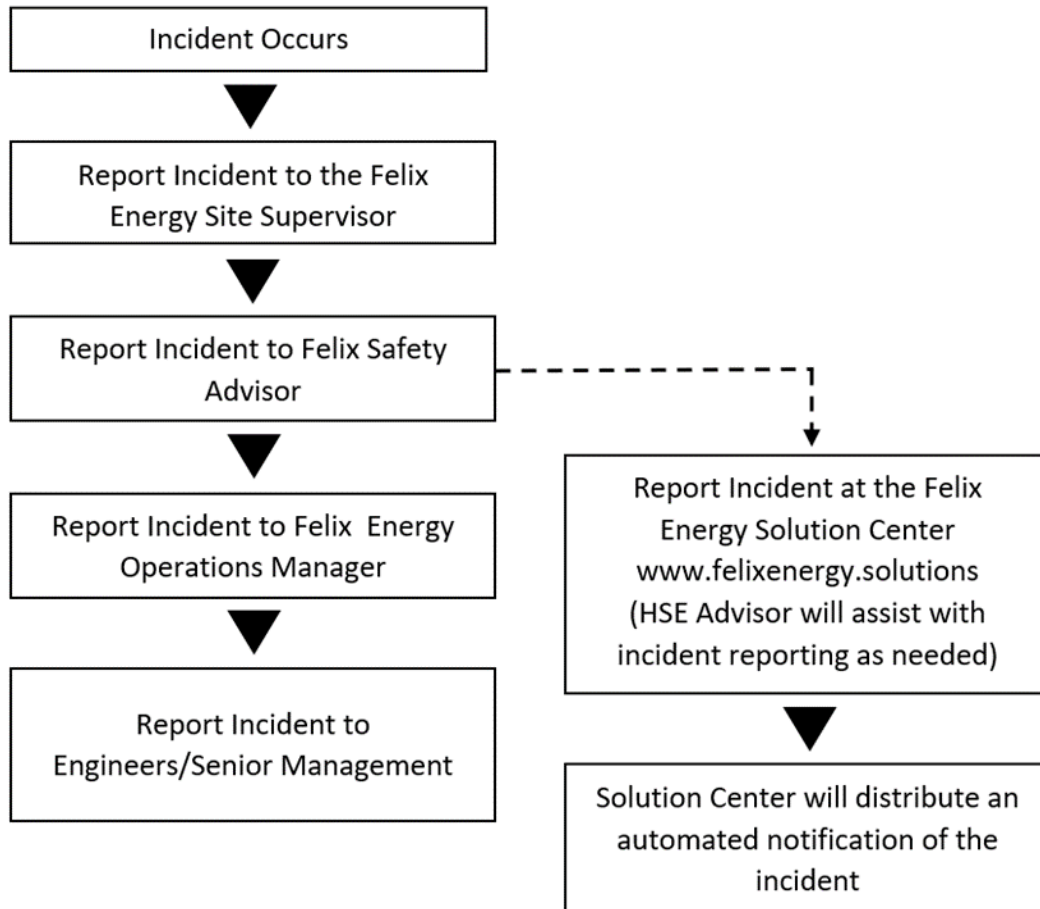 Incident Occurs
Report Incident to the Felix
Energy Site Supervisor
Report Incident to Felix Safety
Advisor
Report Incident to Felix  Energy
Operations Manager
Report Incident to
Engineers/Senior Management
Report Incident at the Felix
Energy Solution Center
www.felixenergy.solutions
(HSE Advisor will assist with
incident reporting as needed)
Solution Center will distribute an
automated notification of the
incident